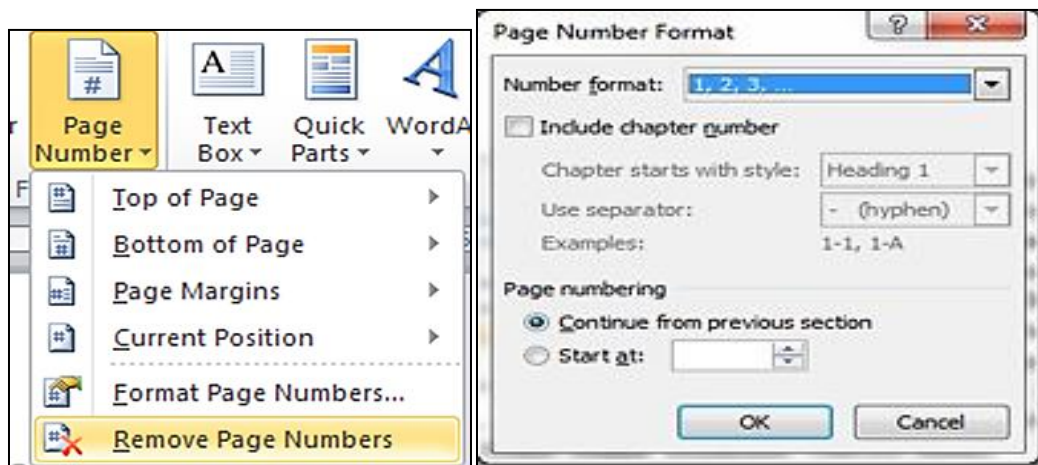 #
A
A
Page
Number
Text
Box
Quick
Parts
WordA
Top of Page
Bottom of Page
Page Margins
Current Position
Format Page Numbers...
Remove Page Numbers
Page Number Format
Number format: 1, 2, 3, ...
Include chapter number
Chapter starts with style: Heading 1
Use separator: - (hyphen)
Examples: 1-1, 1-A
Page numbering
Continue from previous section
Start at:
OK Cancel